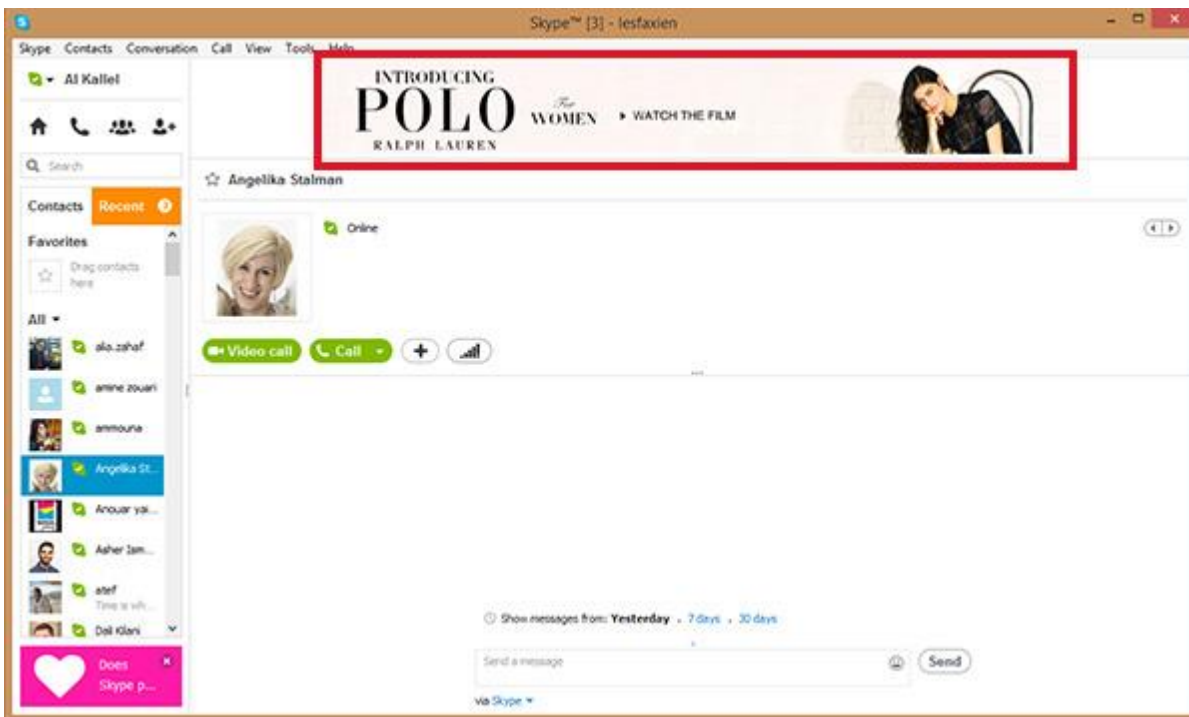 Skype™ [3] - lesfaxien
Skype Contacts Conversation Call View Tools Help
Al Kallel
INTRODUCING
POLO
RALPH LAUREN
For
WOMEN
WATCH THE FILM
Search
Contacts Recent
Favorites
Drag contacts
here
All
ala.zahaf
amine zouari
ammouna
Angelika St...
Anouar yai...
Asher Ism...
atef
Time is wh...
Dali Kilani
Does
Skype p...
Angelika Stalman
Online
Video call Call
Show messages from: Yesterday . 7 days . 30 days
Send a message
Send
via Skype